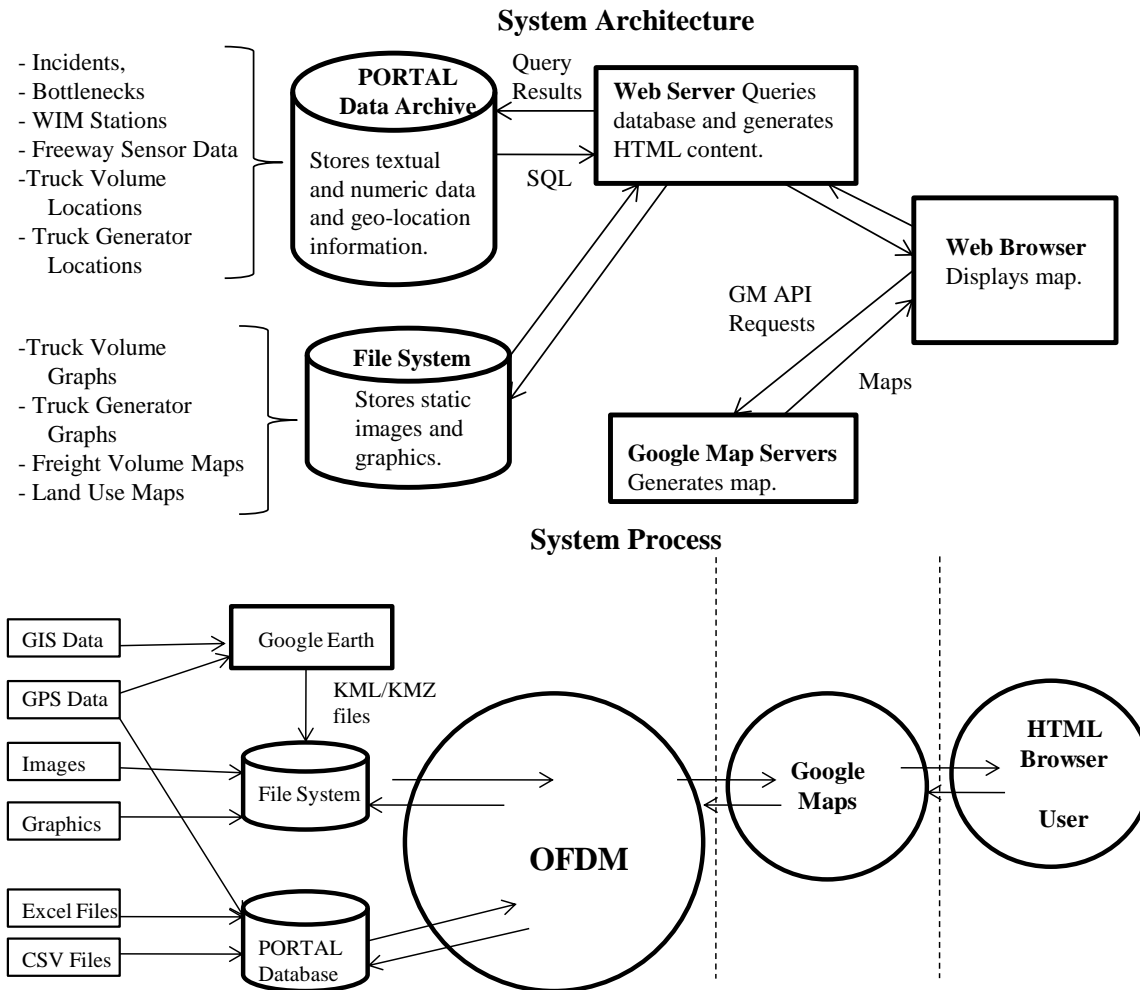 System Architecture
- Incidents,
- Bottlenecks
- WIM Stations
- Freeway Sensor Data
-Truck Volume
Locations
- Truck Generator
Locations
PORTAL
Data Archive
Stores textual
and numeric data
and geo-location
information.
Query
Results
SQL
Web Server Queries
database and generates
HTML content.
Web Browser
Displays map.
GM API
Requests
Maps
-Truck Volume
Graphs
- Truck Generator
Graphs
- Freight Volume Maps
- Land Use Maps
File System
Stores static
images and
graphics.
Google Map Servers
Generates map.
System Process
GIS Data
GPS Data
Images
Graphics
Excel Files
CSV Files
Google Earth
KML/KMZ
files
File System
PORTAL
Database
OFDM
Google
Maps
HTML
Browser
User